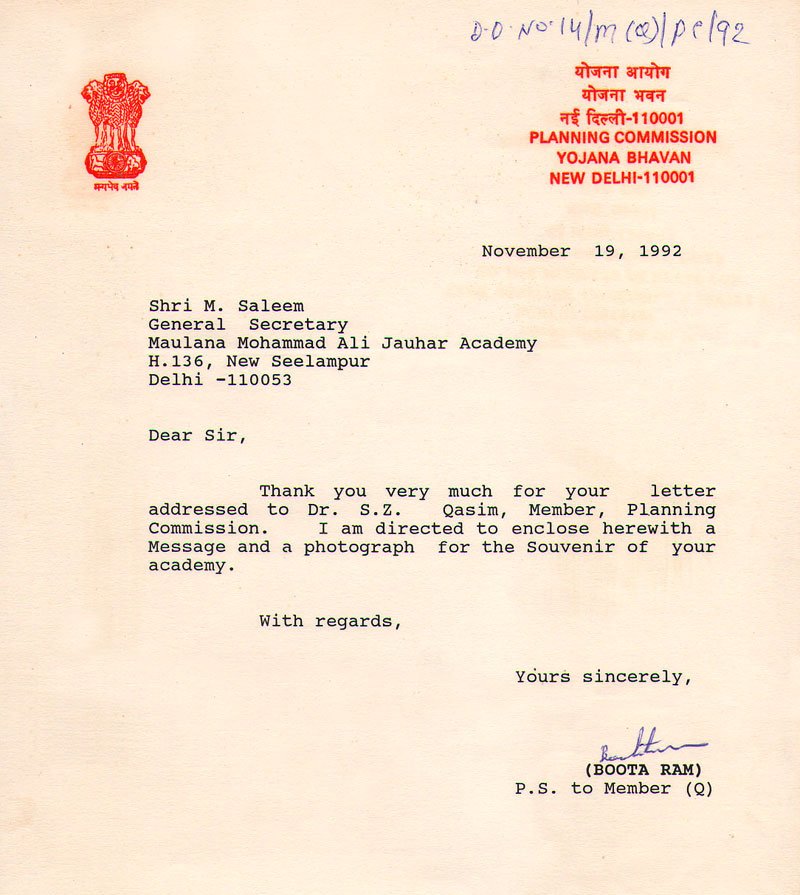 D.O. No. 14/M(Q)/PC/92
योजना आयोग
योजना भवन
नई दिल्ली-110001
PLANNING COMMISSION
YOJANA BHAVAN
NEW DELHI-110001
सत्यमेव जयते
November 19, 1992
Shri M. Saleem
General Secretary
Maulana Mohammad Ali Jauhar Academy
H.136, New Seelampur
Delhi -110053
Dear Sir,
Thank you very much for your letter
addressed to Dr. S.Z. Qasim, Member, Planning
Commission. I am directed to enclose herewith a
Message and a photograph for the Souvenir of your
academy.
With regards,
Yours sincerely,
(BOOTA RAM)
P.S. to Member (Q)